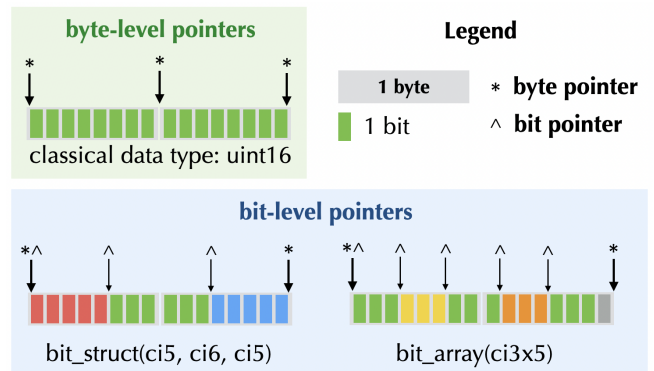 byte-level pointers
* * *
classical data type: uint16
Legend
1 byte
* byte pointer
1 bit
^ bit pointer
bit-level pointers
*^ ^ ^ *
bit_struct(ci5, ci6, ci5)
*^ ^ ^ ^ ^ *
bit_array(ci3x5)